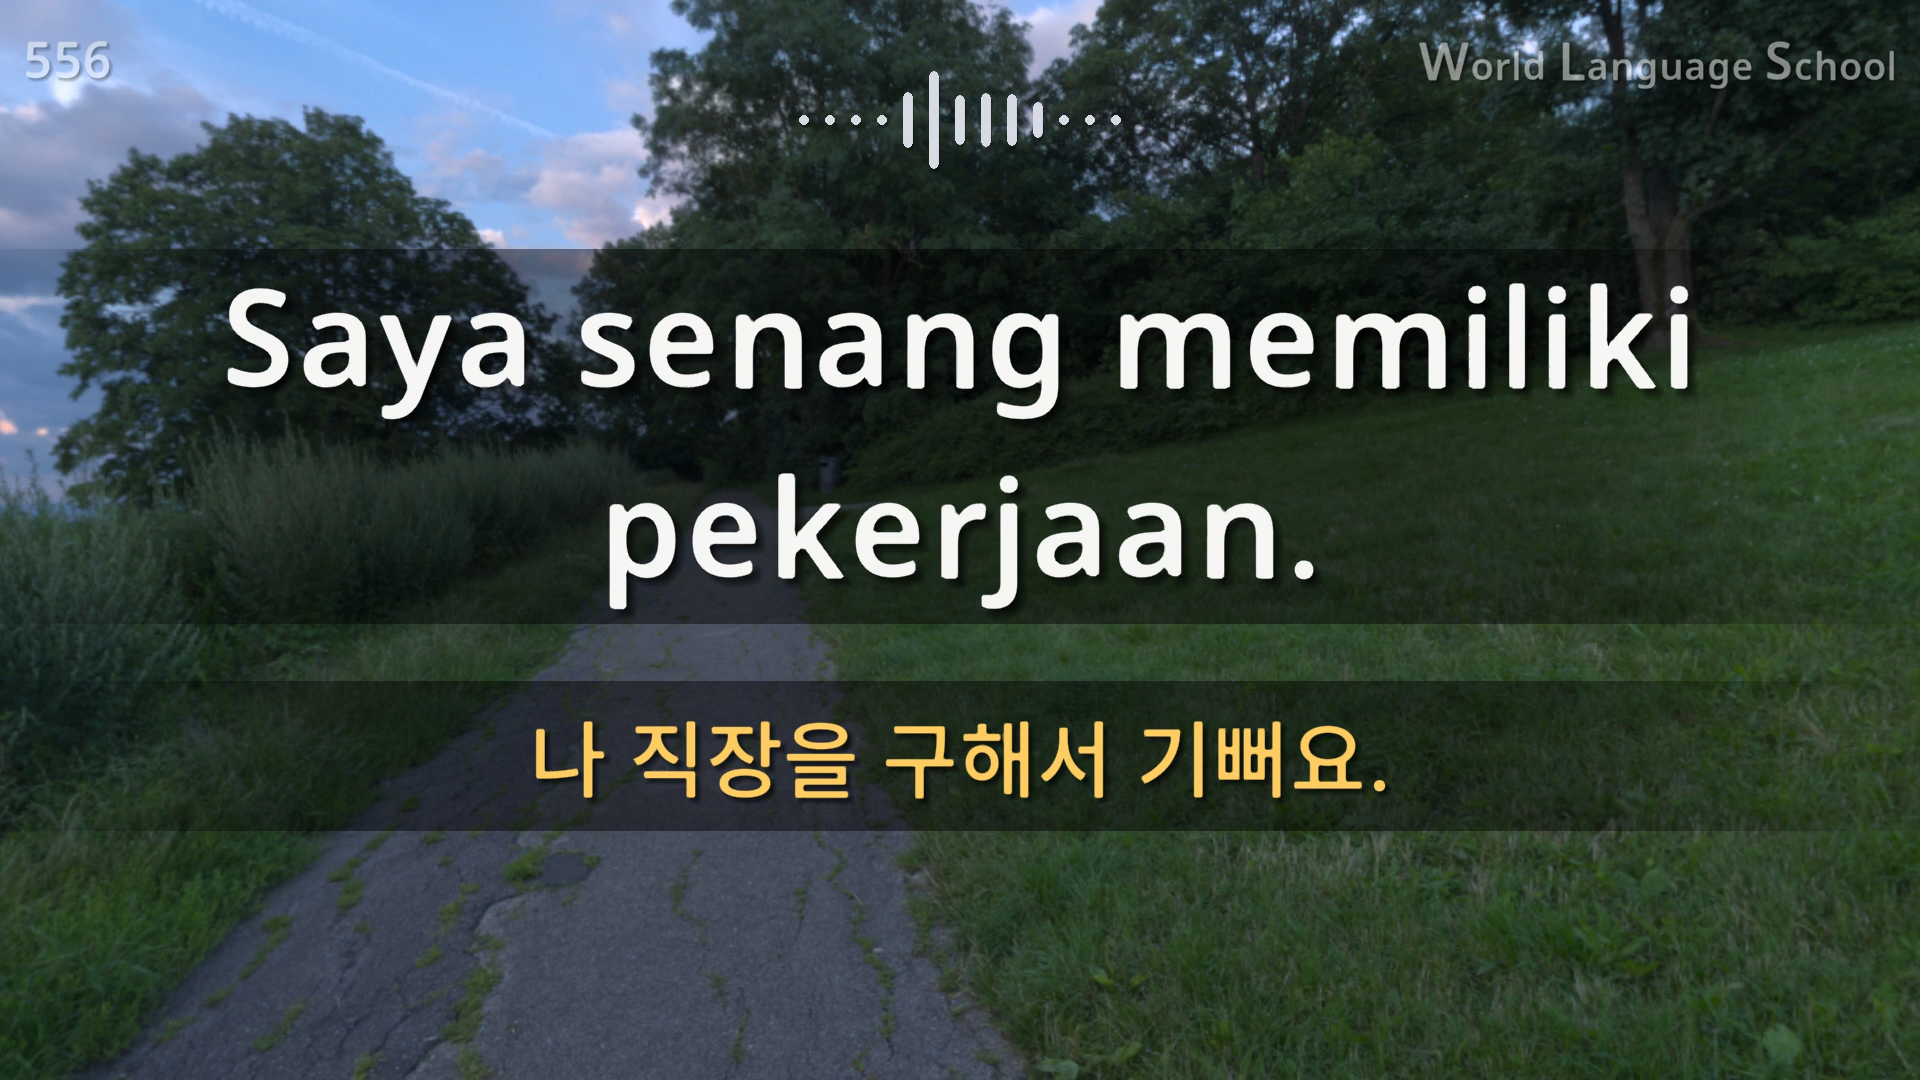 556
World Language School
Saya senang memiliki
pekerjaan.
나 직장을 구해서 기뻐요.